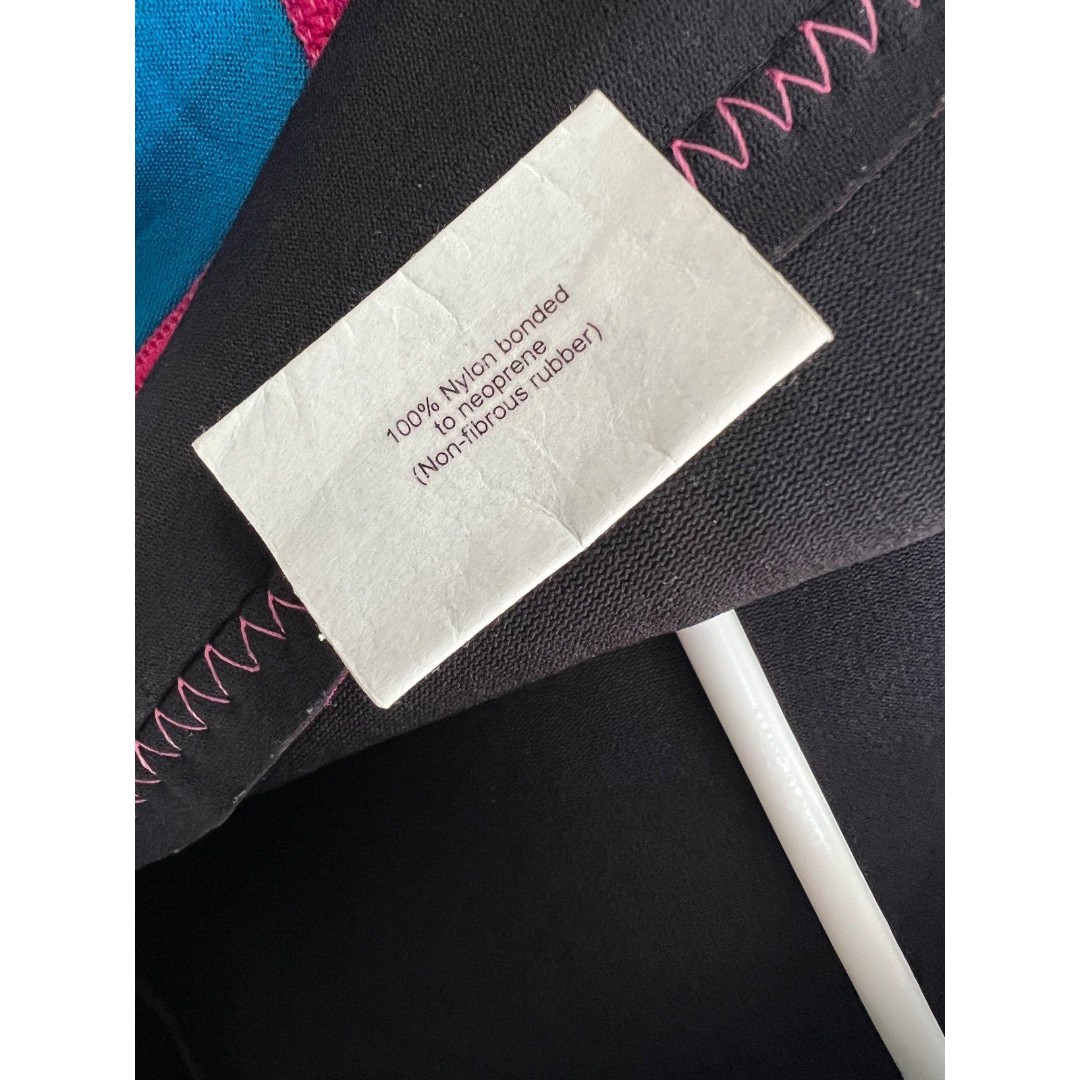 100% Nylon bonded
to neoprene
(Non-fibrous rubber)